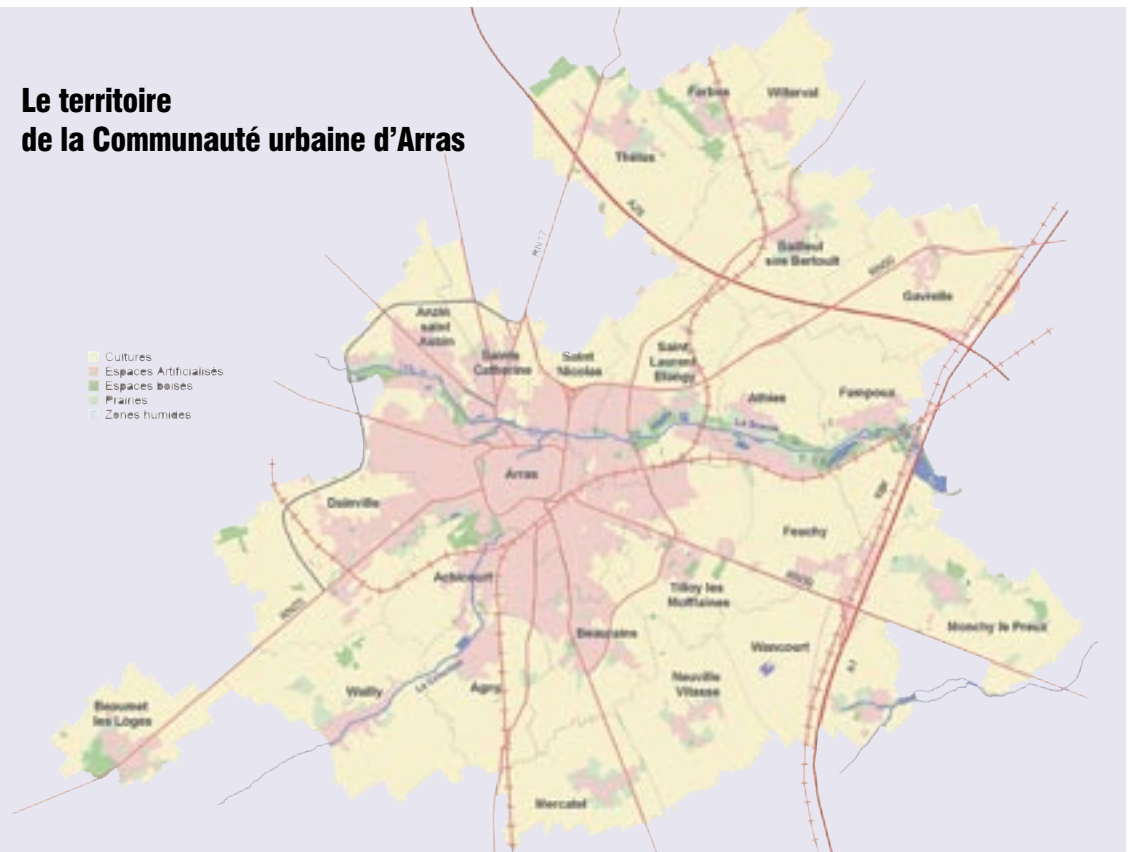 Le territoire
de la Communauté urbaine d'Arras
Farbus
Willerval
Thélus
A26
RN17
Bailleul
sire Bertoult
RN50
Gavrelle
Anzin
saint
Aubin
Sainte
Catherine
Saint
Nicolas
Saint
Laurent
Blangy
Cultures
Espaces Artificialisés
Espaces boisés
Prairies
Zones humides
Athies
Fampoux
La Scarpe
Arras
Dainville
Feuchy
Achicourt
Tilloy les
Mofflaines
Monchy le Preux
Beaurains
Wancourt
Neuville
Vitasse
Wailly
Agny
Beaumetz
les Loges
Mercatel